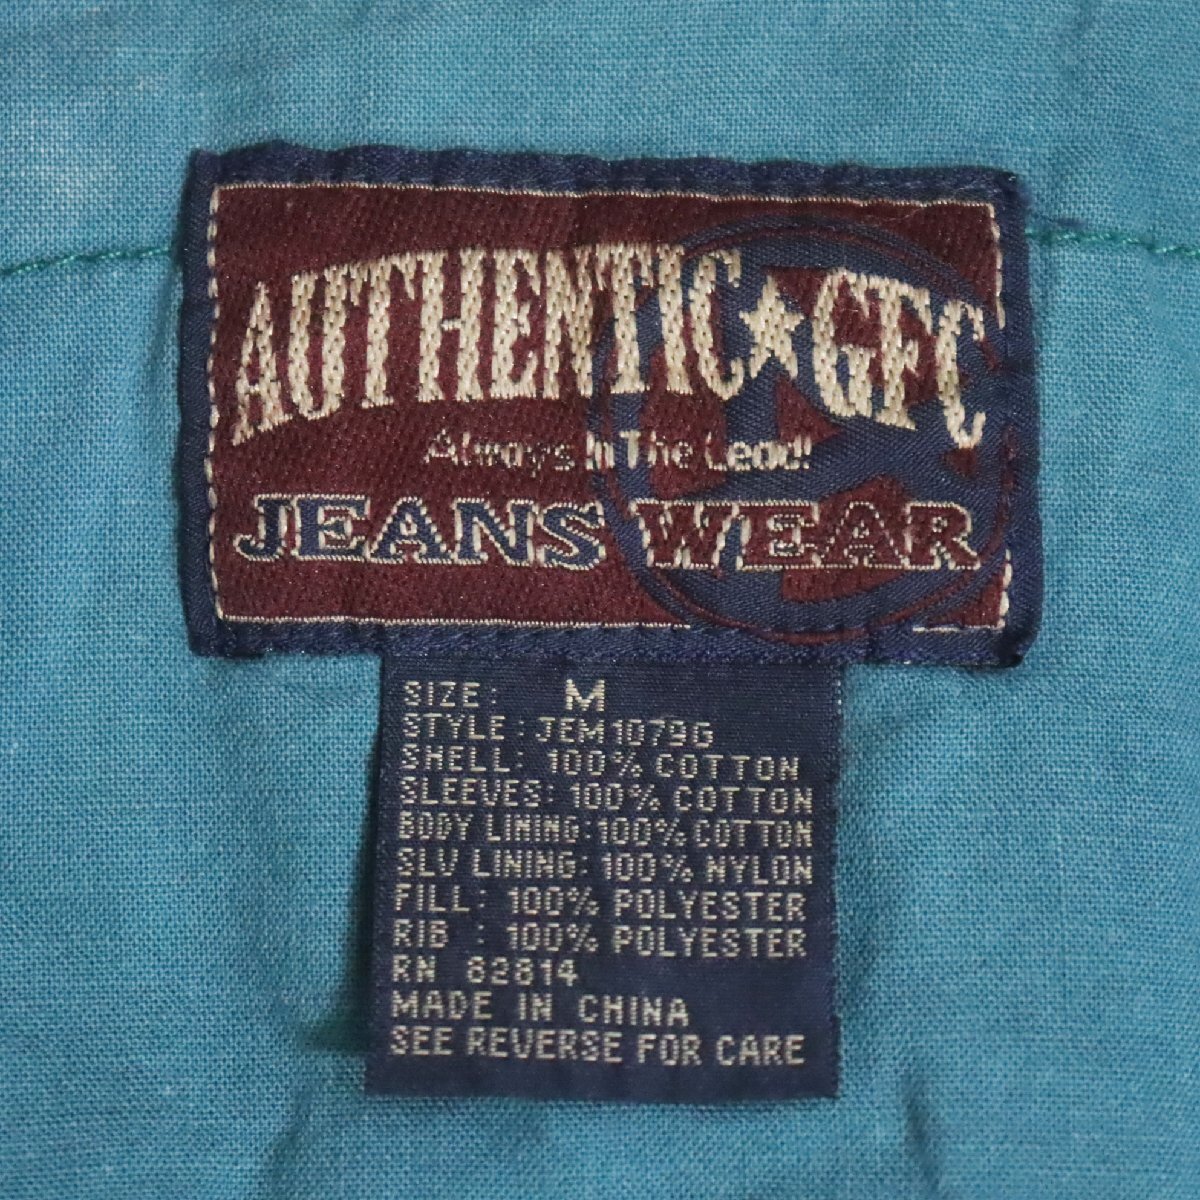 AUTHENTIC★GFC
Always In The Lead!
JEANS WEAR
SIZE: M
STYLE: JEM1079G
SHELL: 100% COTTON
SLEEVES: 100% COTTON
BODY LINING: 100% COTTON
SLV LINING: 100% NYLON
FILL: 100% POLYESTER
RIB : 100% POLYESTER
RN 82814
MADE IN CHINA
SEE REVERSE FOR CARE